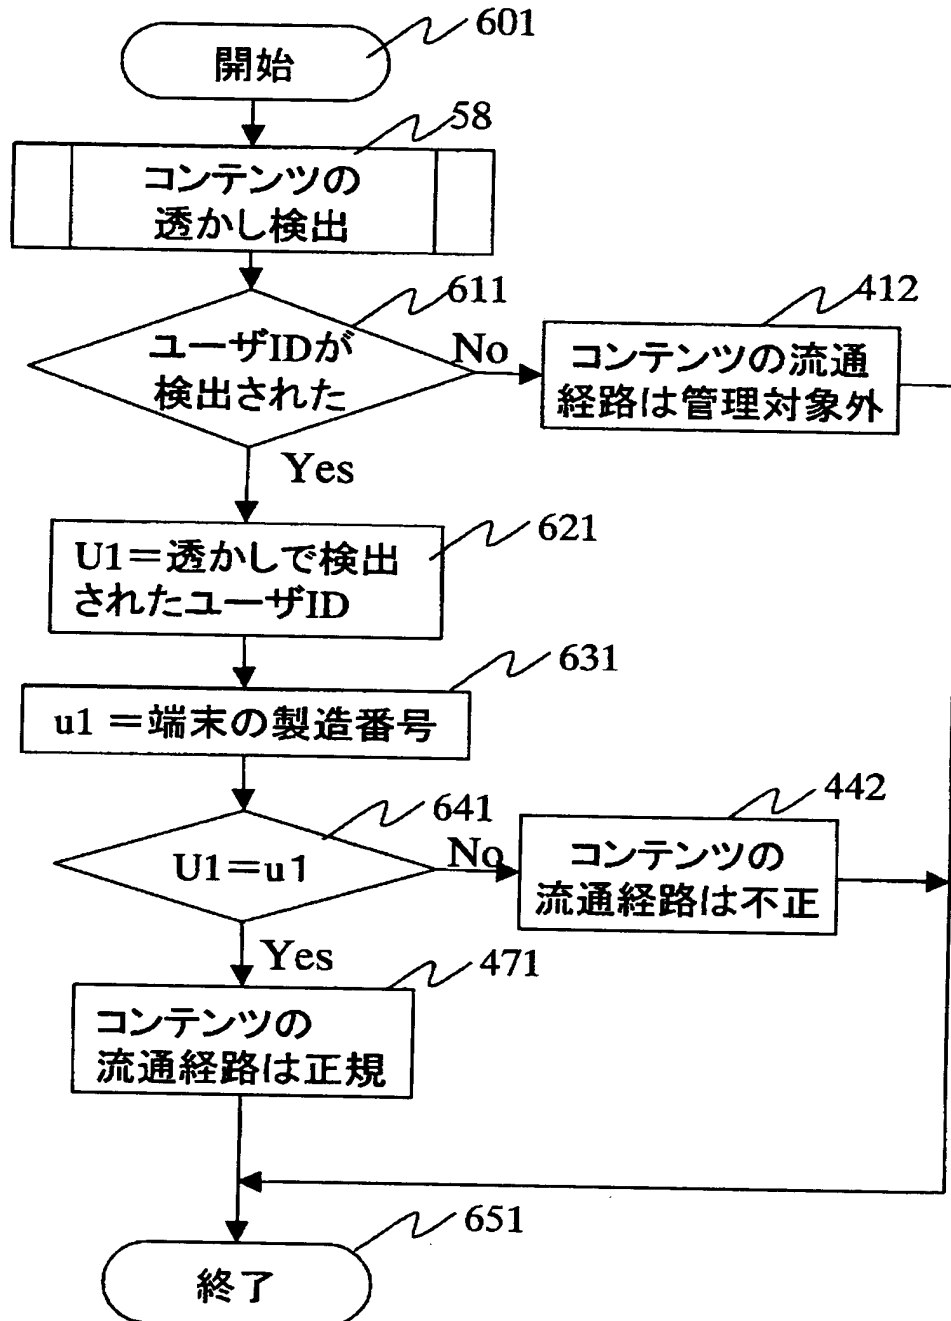 601
開始
58
コンテンツの
透かし検出
611
ユーザIDが
検出された
No
412
コンテンツの流通
経路は管理対象外
Yes
621
U1=透かしで検出
されたユーザID
631
u1=端末の製造番号
641
U1=u1
No
442
コンテンツの
流通経路は不正
Yes
471
コンテンツの
流通経路は正規
651
終了